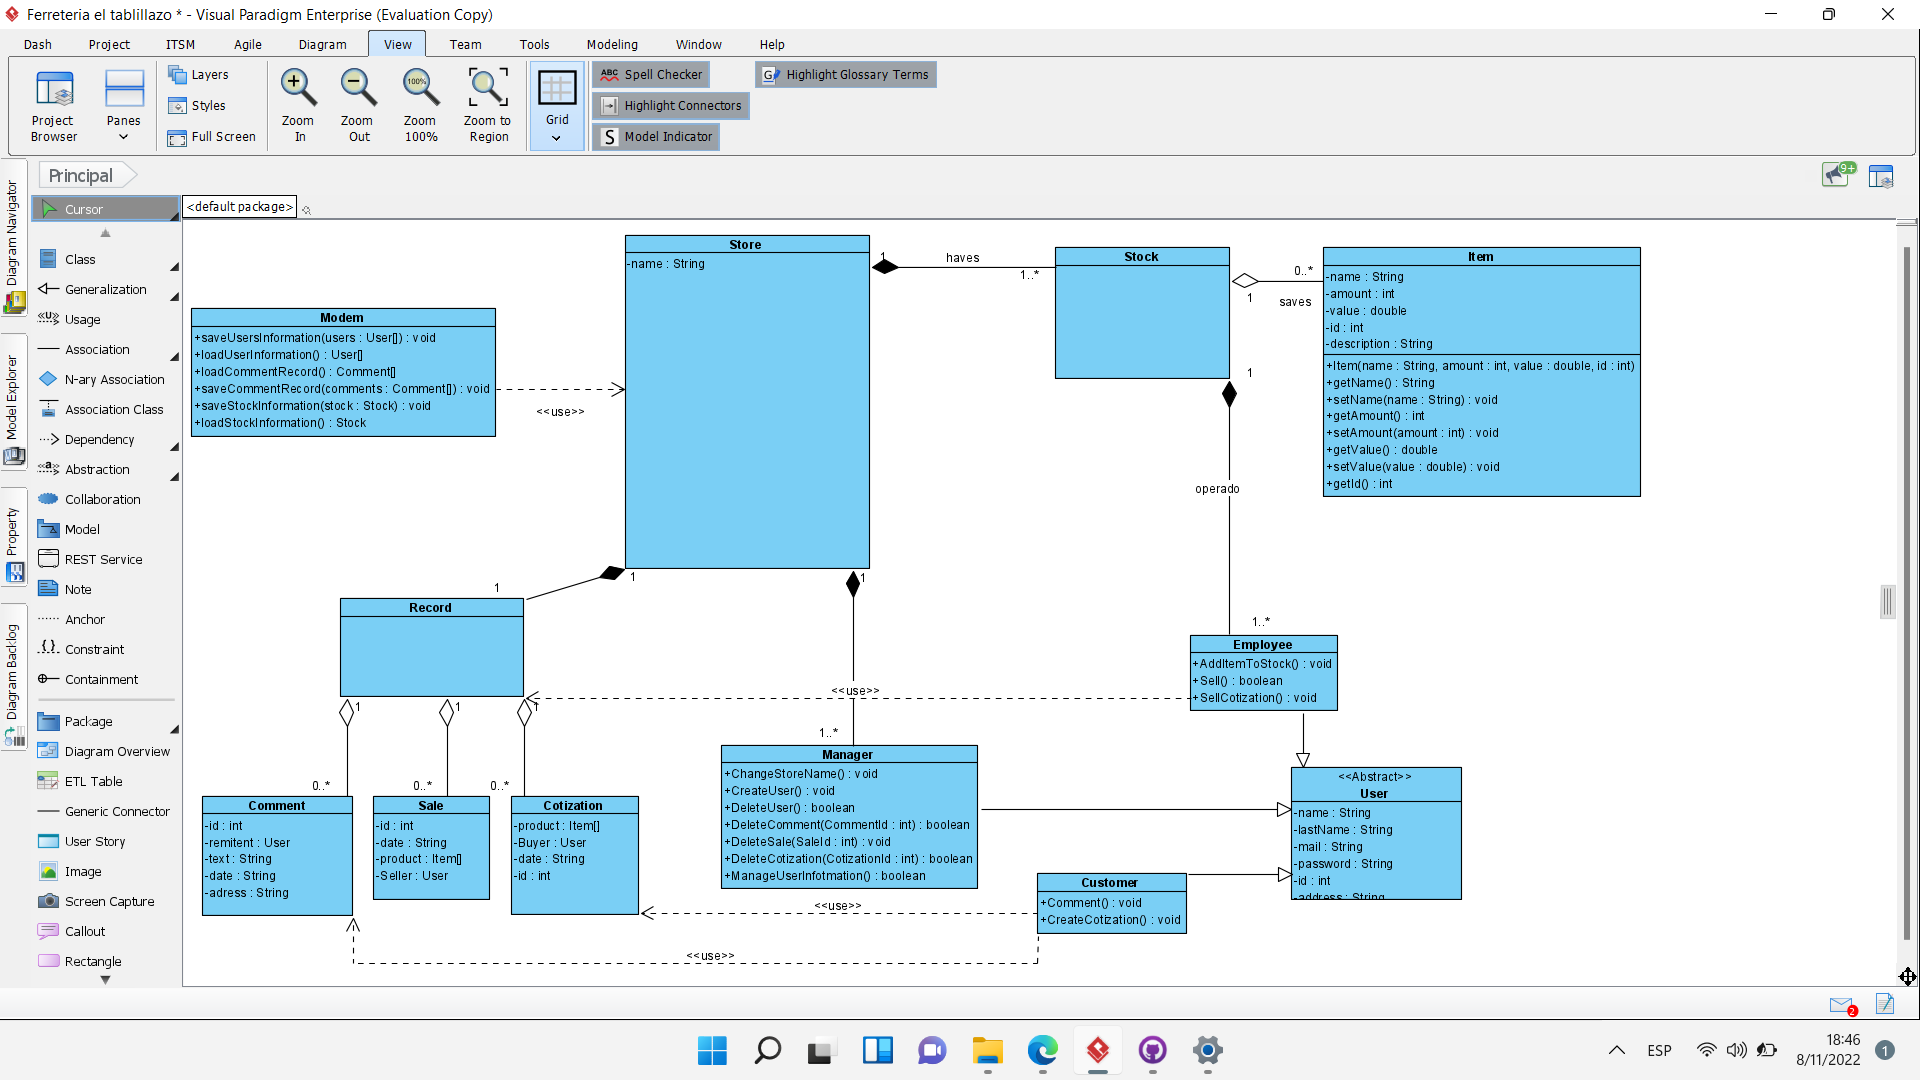 Ferreteria el tablillazo * - Visual Paradigm Enterprise (Evaluation Copy)
Dash Project ITSM Agile Diagram View Team Tools Modeling Window Help
Project Browser
Panes
Layers
Styles
Full Screen
Zoom In
Zoom Out
100%
Zoom 100%
Zoom to Region
Grid
ABC Spell Checker
Highlight Connectors
S Model Indicator
G Highlight Glossary Terms
Principal
9+
Diagram Navigator
Model Explorer
Property
Diagram Backlog
Cursor
Class
Generalization
Usage
Association
N-ary Association
Association Class
Dependency
Abstraction
Collaboration
Model
REST Service
Note
Anchor
Constraint
Containment
Package
Diagram Overview
ETL Table
Generic Connector
User Story
Image
Screen Capture
Callout
Rectangle
<default package>
Store
-name : String
1
haves
1..*
Stock
0..*
1
saves
Item
-name : String
-amount : int
-value : double
-id : int
-description : String
+Item(name : String, amount : int, value : double, id : int)
+getName() : String
+setName(name : String) : void
+getAmount() : int
+setAmount(amount : int) : void
+getValue() : double
+setValue(value : double) : void
+getId() : int
Modem
+saveUsersInformation(users : User[]) : void
+loadUserInformation() : User[]
+loadCommentRecord() : Comment[]
+saveCommentRecord(comments : Comment[]) : void
+saveStockInformation(stock : Stock) : void
+loadStockInformation() : Stock
<<use>>
1
operado
1..*
1
1
1
Record
Employee
+AddItemToStock() : void
+Sell() : boolean
+SellCotization() : void
<<use>>
1
1
1
1..*
0..*
0..*
0..*
Comment
-id : int
-remitent : User
-text : String
-date : String
-adress : String
Sale
-id : int
-date : String
-product : Item[]
-Seller : User
Cotization
-product : Item[]
-Buyer : User
-date : String
-id : int
Manager
+ChangeStoreName() : void
+CreateUser() : void
+DeleteUser() : boolean
+DeleteComment(CommentId : int) : boolean
+DeleteSale(SaleId : int) : void
+DeleteCotization(CotizationId : int) : boolean
+ManageUserInfotmation() : boolean
<<Abstract>>
User
-name : String
-lastName : String
-mail : String
-password : String
-id : int
-address : String
Customer
+Comment() : void
+CreateCotization() : void
<<use>>
<<use>>
2
ESP
18:46
8/11/2022
1